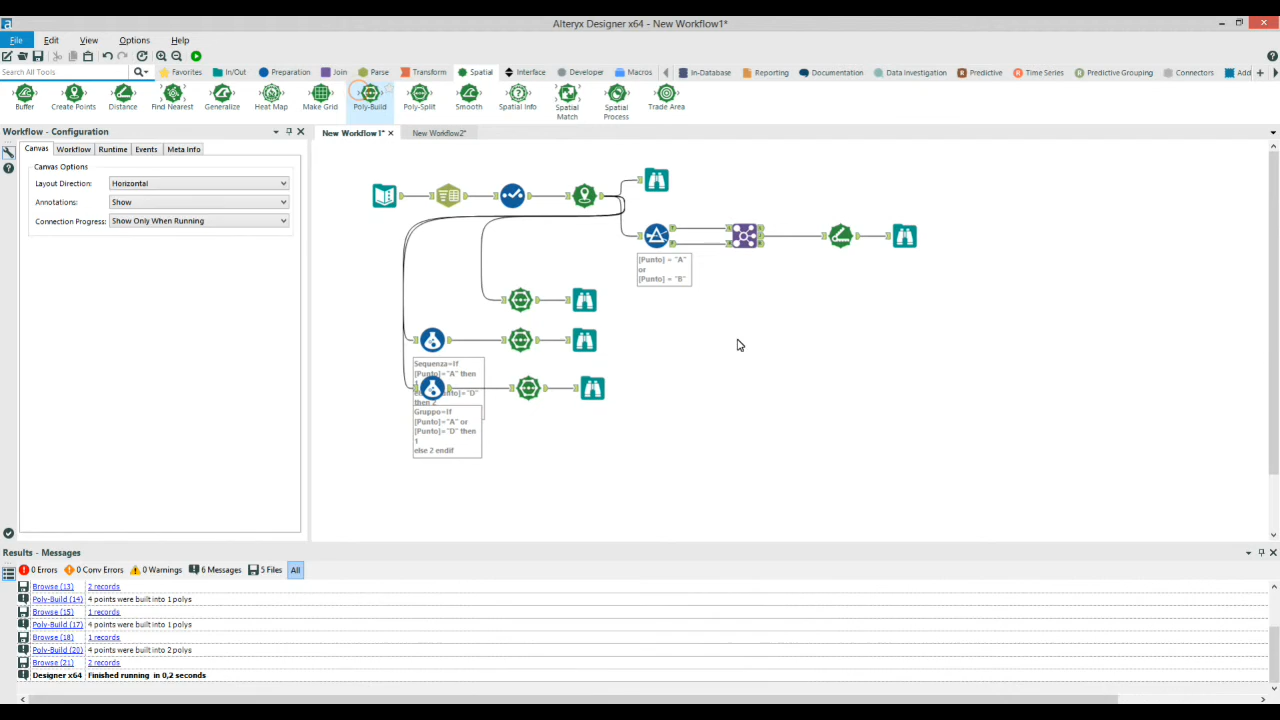 Alteryx Designer x64 - New Workflow1*
File Edit View Options Help
Search All Tools Favorites In/Out Preparation Join Parse Transform Spatial Interface Developer Macros In-Database Reporting Documentation Data Investigation Predictive Time Series Predictive Grouping Connectors Add
Buffer Create Points Distance Find Nearest Generalize Heat Map Make Grid Poly-Build Poly-Split Smooth Spatial Info Spatial Match Spatial Process Trade Area
Workflow - Configuration
New Workflow1* New Workflow2*
Canvas Workflow Runtime Events Meta Info
Canvas Options
Layout Direction: Horizontal
Annotations: Show
Connection Progress: Show Only When Running
[Punto] = "A"
or
[Punto] = "B"
Sequenza=If
[Punto]="A" then
1
then 2
Gruppo=If
[Punto]="A" or
[Punto]="D" then
1
else 2 endif
Results - Messages
0 Errors 0 Conv Errors 0 Warnings 6 Messages 5 Files All
Browse (13) 2 records
Poly-Build (14) 4 points were built into 1 polys
Browse (15) 1 records
Poly-Build (17) 4 points were built into 1 polys
Browse (18) 1 records
Poly-Build (20) 4 points were built into 2 polys
Browse (21) 2 records
Designer x64 Finished running in 0,2 seconds